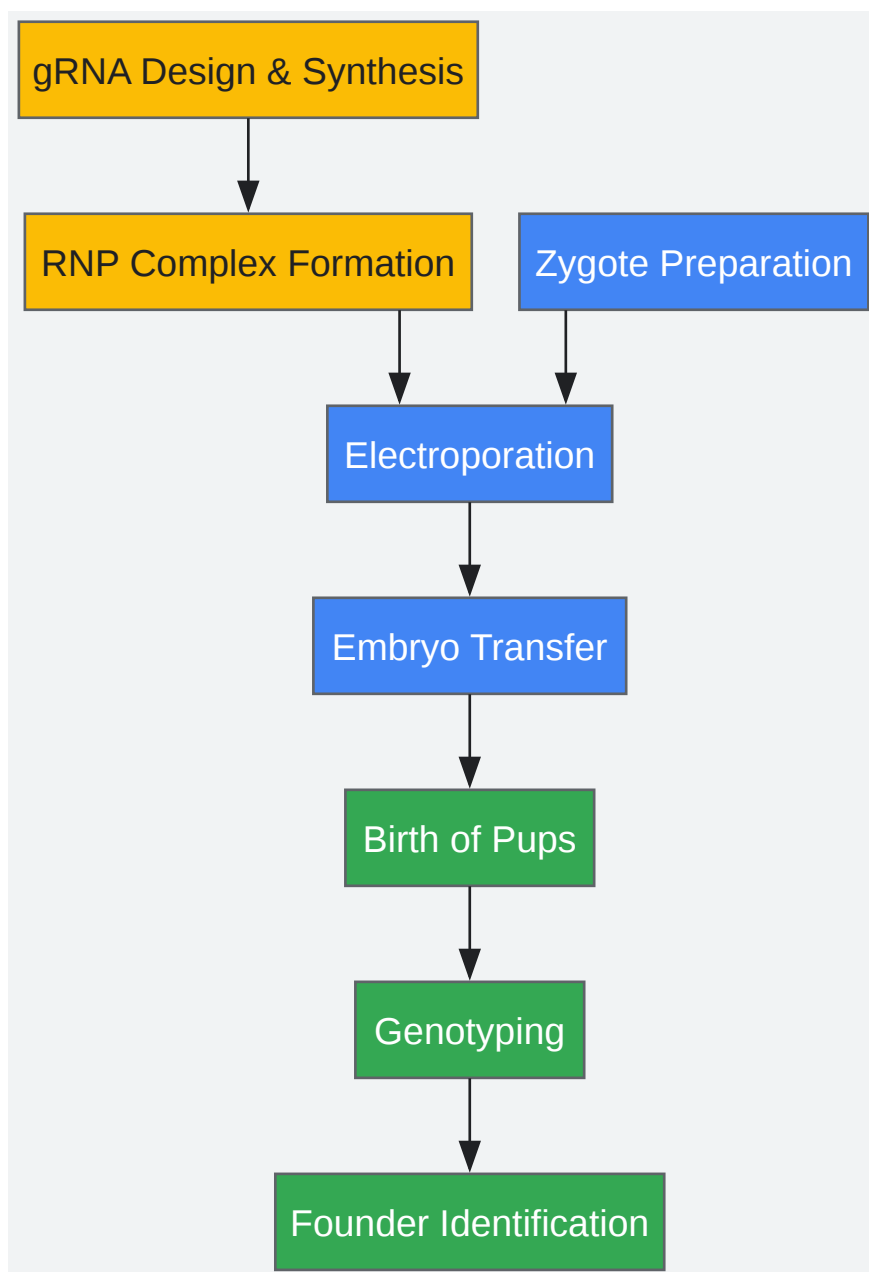 gRNA Design & Synthesis
RNP Complex Formation
Zygote Preparation
Electroporation
Embryo Transfer
Birth of Pups
Genotyping
Founder Identification